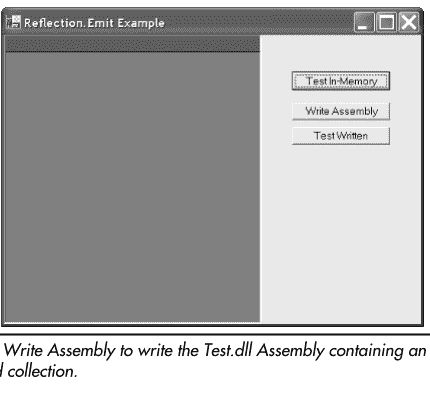 Reflection.Emit Example
Test In-Memory
Write Assembly
Test Written
Write Assembly to write the Test.dll Assembly containing an
collection.